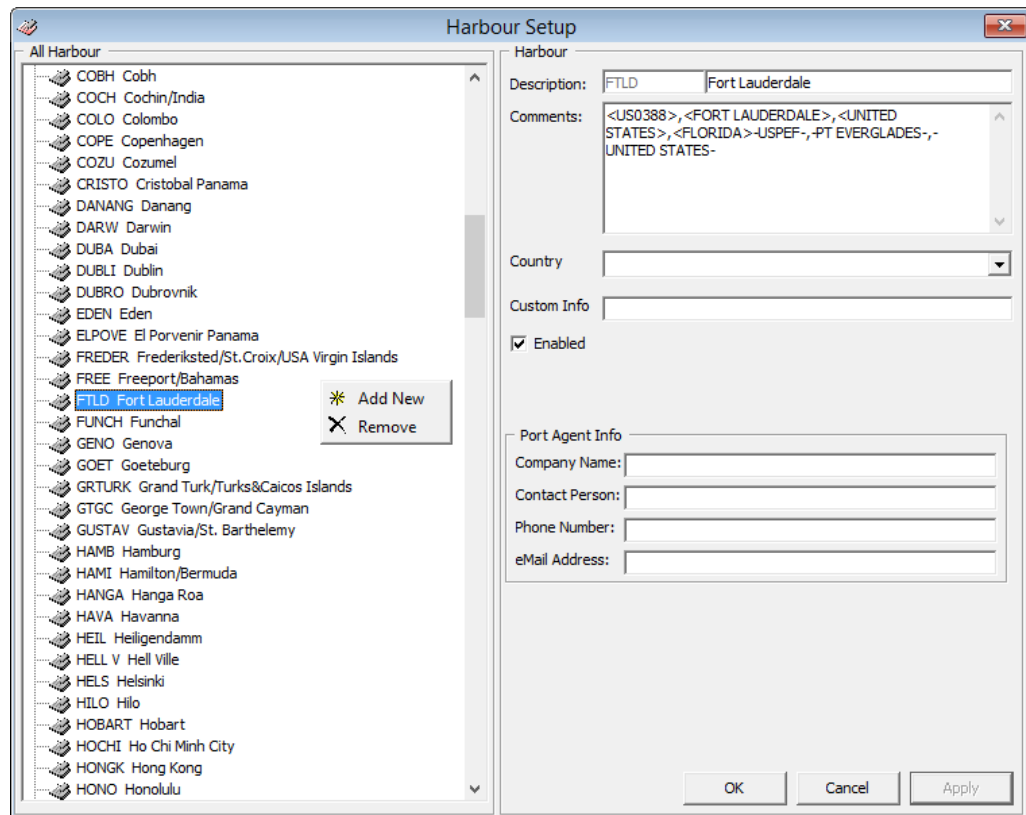 Harbour Setup
All Harbour
COBH Cobh
COCH Cochin/India
COLO Colombo
COPE Copenhagen
COZU Cozumel
CRISTO Cristobal Panama
DANANG Danang
DARW Darwin
DUBA Dubai
DUBLI Dublin
DUBRO Dubrovnik
EDEN Eden
ELPOVE El Porvenir Panama
FREDER Frederiksted/St.Croix/USA Virgin Islands
FREE Freeport/Bahamas
FTLD Fort Lauderdale
FUNCH Funchal
GENO Genova
GOET Goeteburg
GRTURK Grand Turk/Turks&Caicos Islands
GTGC George Town/Grand Cayman
GUSTAV Gustavia/St. Barthelemy
HAMB Hamburg
HAMI Hamilton/Bermuda
HANGA Hanga Roa
HAVA Havanna
HEIL Heiligendamm
HELL V Hell Ville
HELS Helsinki
HILO Hilo
HOBART Hobart
HOCHI Ho Chi Minh City
HONGK Hong Kong
HONO Honolulu
Add New
Remove
Harbour
Description: FTLD Fort Lauderdale
Comments: <US0388>,<FORT LAUDERDALE>,<UNITED
STATES>,<FLORIDA>-USPEF-,-PT EVERGLADES-,-
UNITED STATES-
Country
Custom Info
Enabled
Port Agent Info
Company Name:
Contact Person:
Phone Number:
eMail Address:
OK Cancel Apply